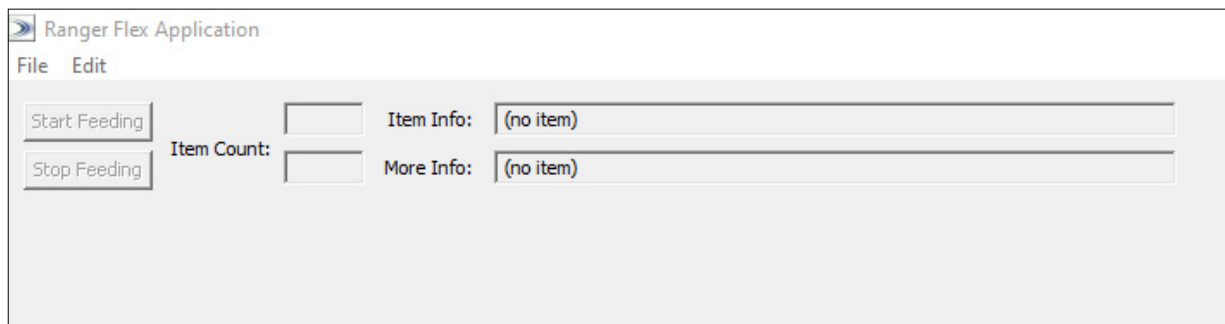 Ranger Flex Application
File Edit
Start Feeding
Item Info: (no item)
Item Count:
Stop Feeding
More Info: (no item)